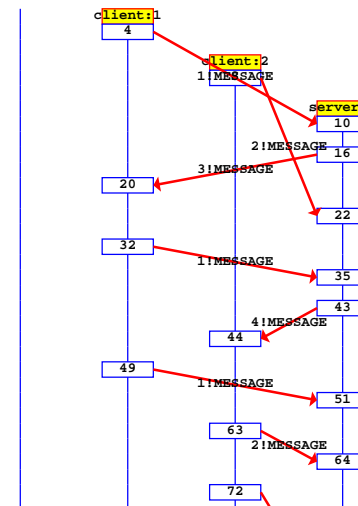 client:1
4
client:2
1!MESSAGE
server
10
2!MESSAGE
16
3!MESSAGE
20
22
32
1!MESSAGE
35
43
4!MESSAGE
44
49
1!MESSAGE
51
63
2!MESSAGE
64
72